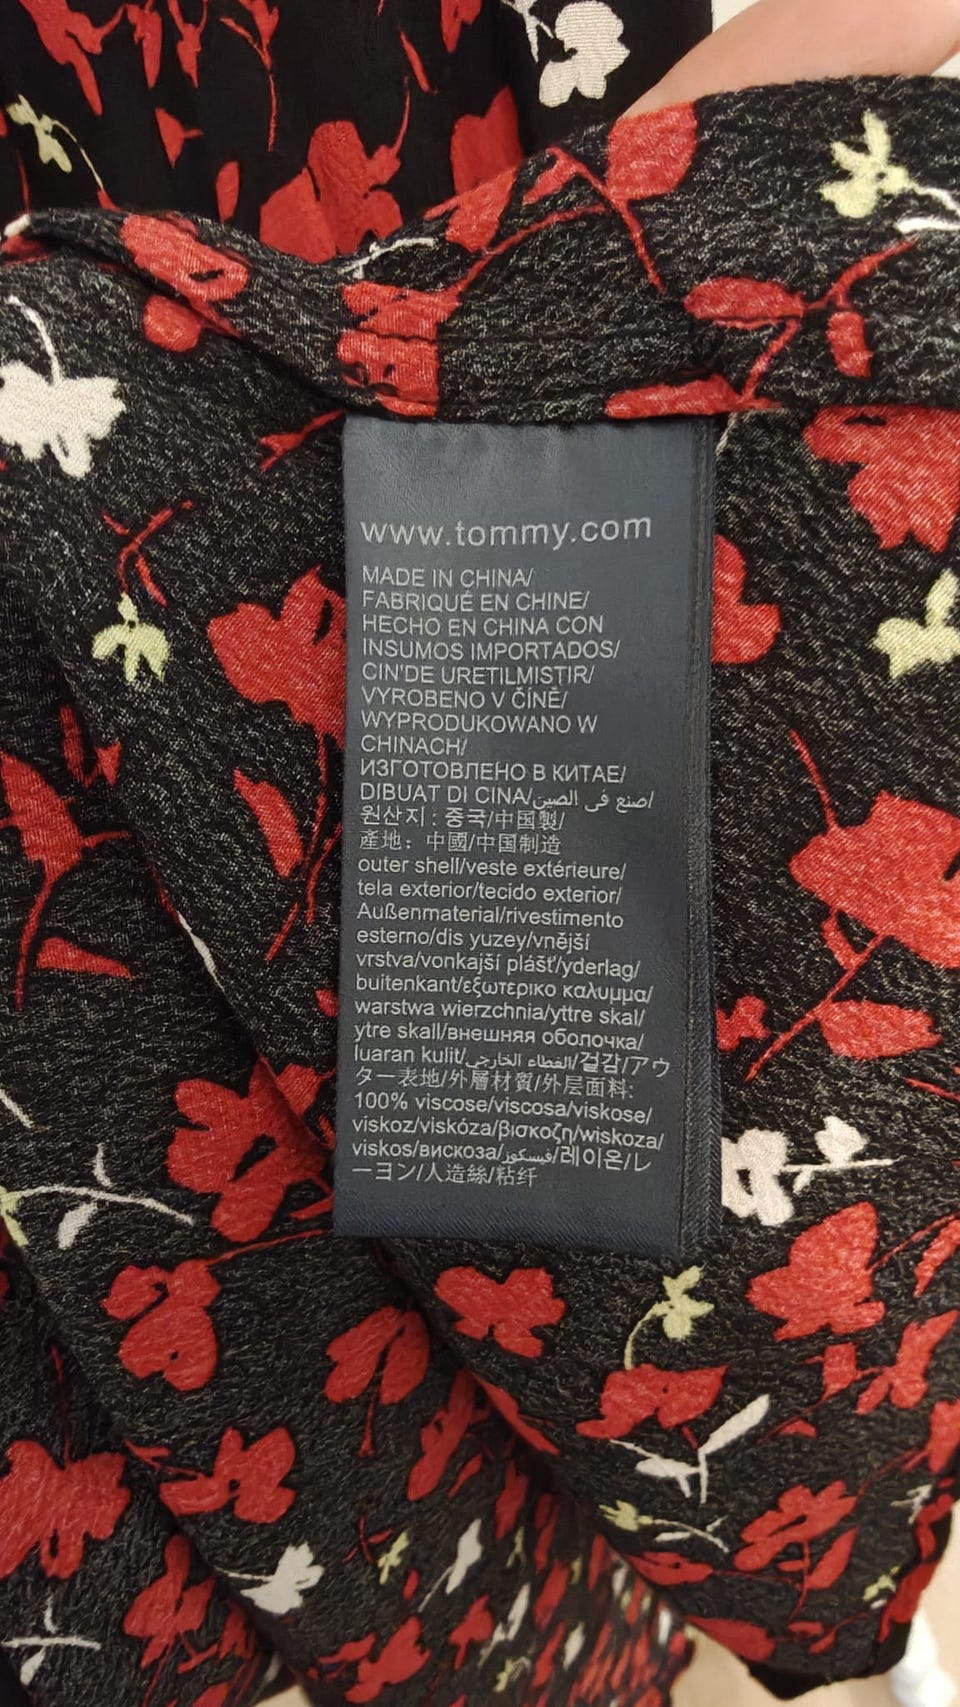 www.tommy.com
MADE IN CHINA/
FABRIQUÉ EN CHINE/
HECHO EN CHINA CON
INSUMOS IMPORTADOS/
CIN'DE URETILMISTIR/
VYROBENO V ČÍNĚ/
WYPRODUKOWANO W
CHINACH/
ИЗГОТОВЛЕНО В КИТАЕ/
DIBUAT DI CINA/صنع في الصين/
원산지 : 중국/中国製/
產地: 中國/中国制造
outer shell/veste extérieure/
tela exterior/tecido exterior/
Außenmaterial/rivestimento
esterno/dis yuzey/vnější
vrstva/vonkajší plášť/yderlag/
buitenkant/εξωτερικο καλυμμα/
warstwa wierzchnia/yttre skal/
ytre skall/внешняя оболочка/
luaran kulit/الغطاء الخارجي/겉감/アウ
ター表地/外層材質/外层面料:
100% viscose/viscosa/viskose/
viskoz/viskóza/βισκοζη/wiskoza/
viskos/вискоза/فيسكوز/레이온/レ
ーヨン/人造絲/粘纤